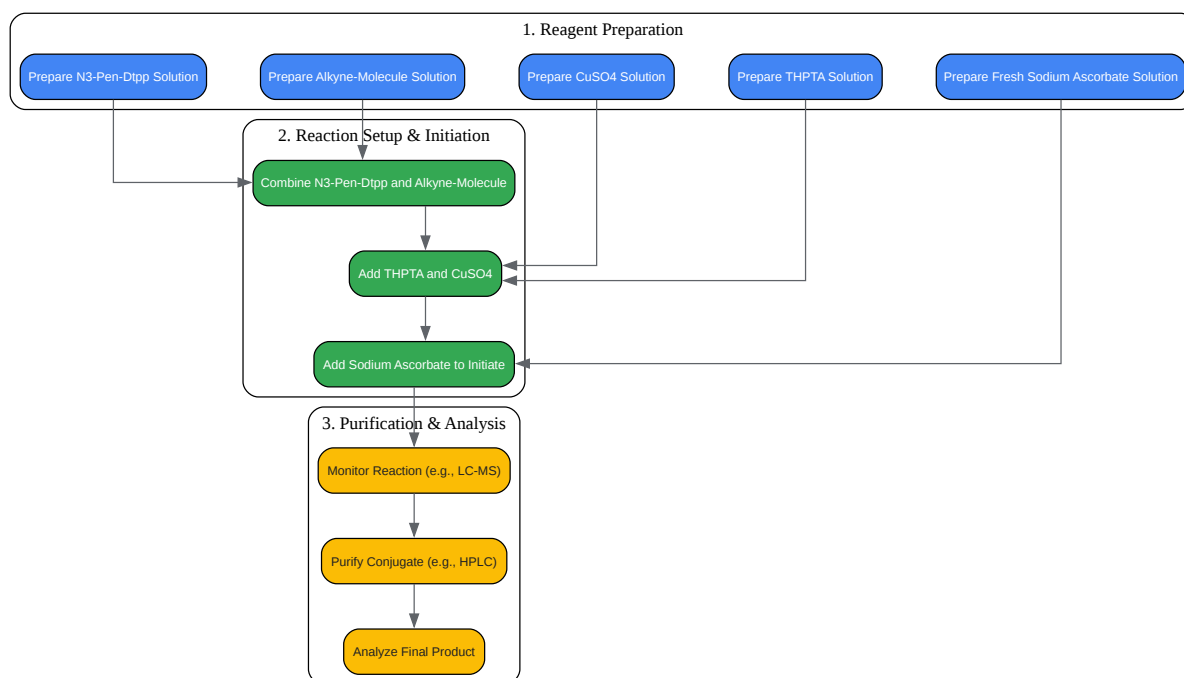 1. Reagent Preparation
Prepare N3-Pen-Dtpp Solution
Prepare Alkyne-Molecule Solution
Prepare CuSO4 Solution
Prepare THPTA Solution
Prepare Fresh Sodium Ascorbate Solution
2. Reaction Setup & Initiation
Combine N3-Pen-Dtpp and Alkyne-Molecule
Add THPTA and CuSO4
Add Sodium Ascorbate to Initiate
3. Purification & Analysis
Monitor Reaction (e.g., LC-MS)
Purify Conjugate (e.g., HPLC)
Analyze Final Product